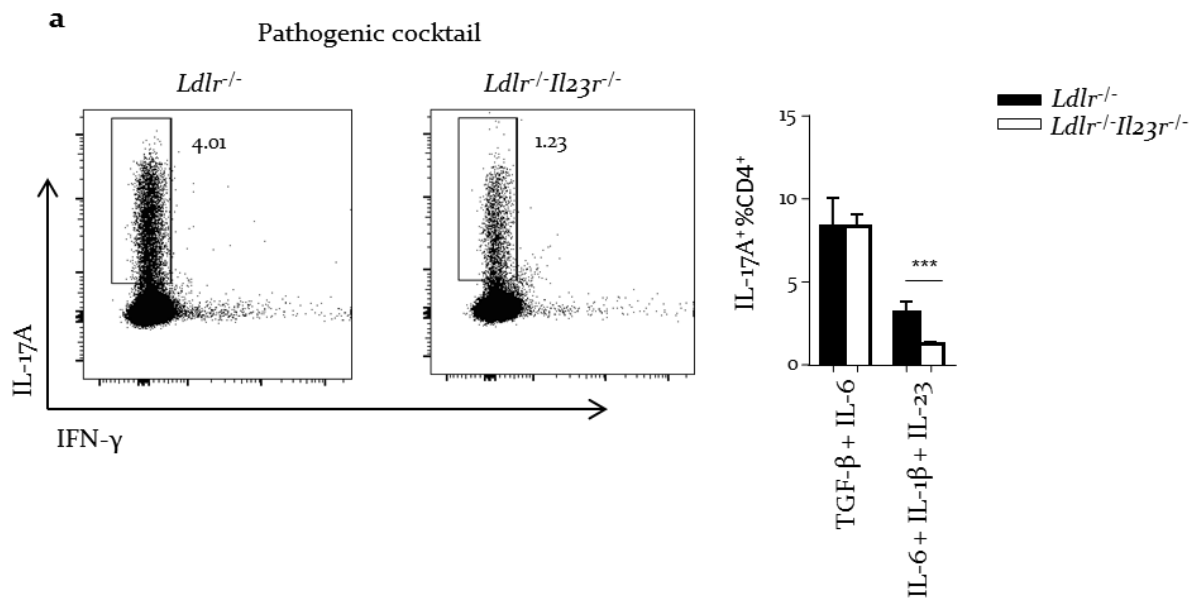 a
Pathogenic cocktail
Ldlr-/-
Ldlr-/-Il23r-/-
4.01
1.23
IL-17A
IFN-γ
Ldlr-/-
Ldlr-/-Il23r-/-
IL-17A+ %CD4+
15
10
5
0
***
TGF-β + IL-6
IL-6 + IL-1β + IL-23